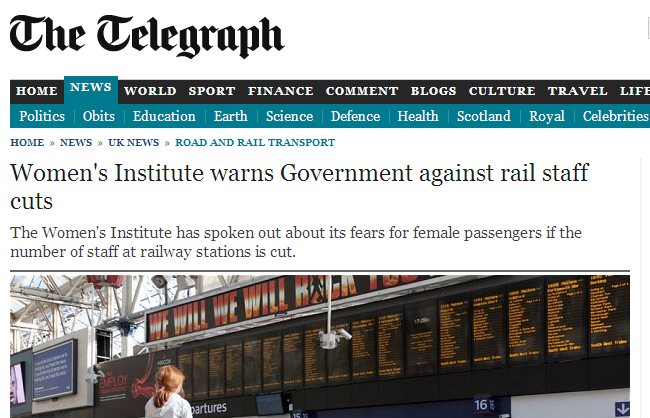 The Telegraph
HOME NEWS WORLD SPORT FINANCE COMMENT BLOGS CULTURE TRAVEL LIFE
Politics Obits Education Earth Science Defence Health Scotland Royal Celebrities
HOME » NEWS » UK NEWS » ROAD AND RAIL TRANSPORT
Women's Institute warns Government against rail staff
cuts
The Women's Institute has spoken out about its fears for female passengers if the
number of staff at railway stations is cut.
WE WILL WE WILL ROCK YOU
EMPLOY
partures
16
16